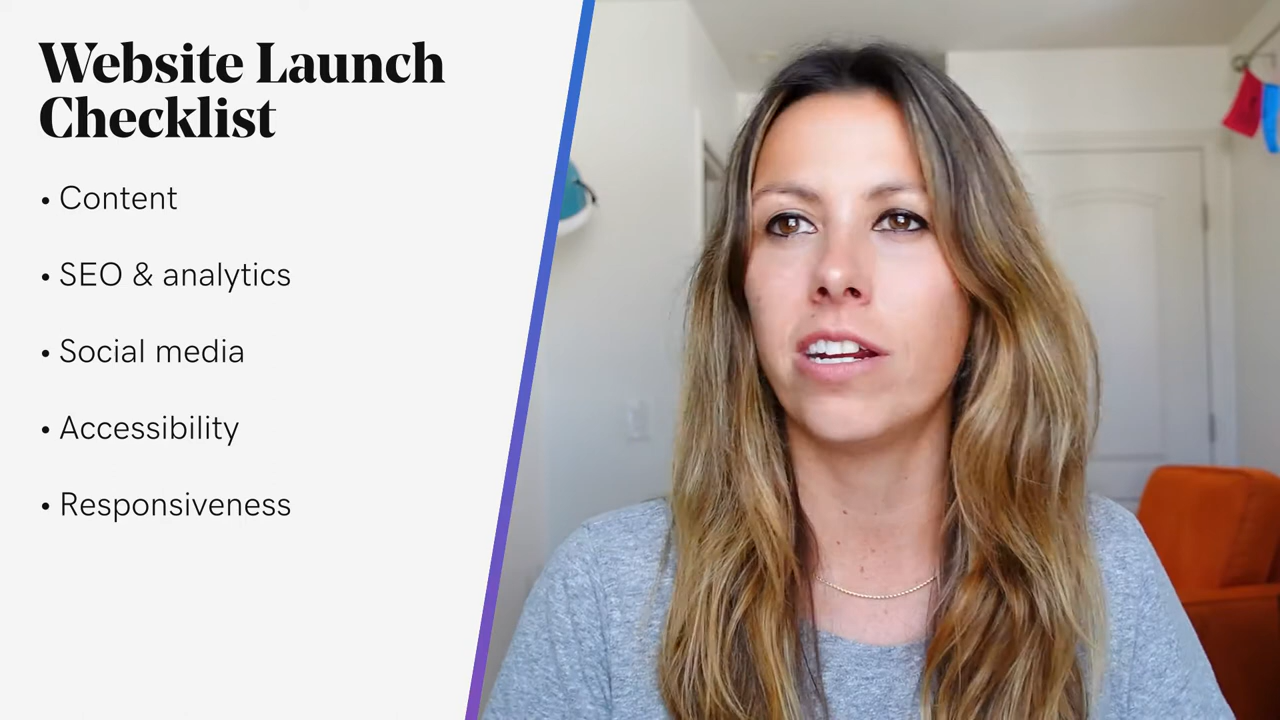 Website Launch
Checklist
• Content
• SEO & analytics
• Social media
• Accessibility
• Responsiveness